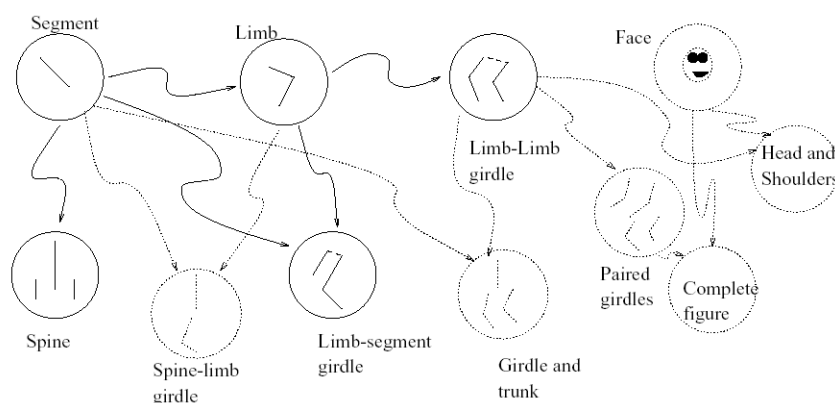 Segment
Limb
Face
Limb-Limb
girdle
Head and
Shoulders
Paired
girdles
Complete
figure
Spine
Spine-limb
girdle
Limb-segment
girdle
Girdle and
trunk